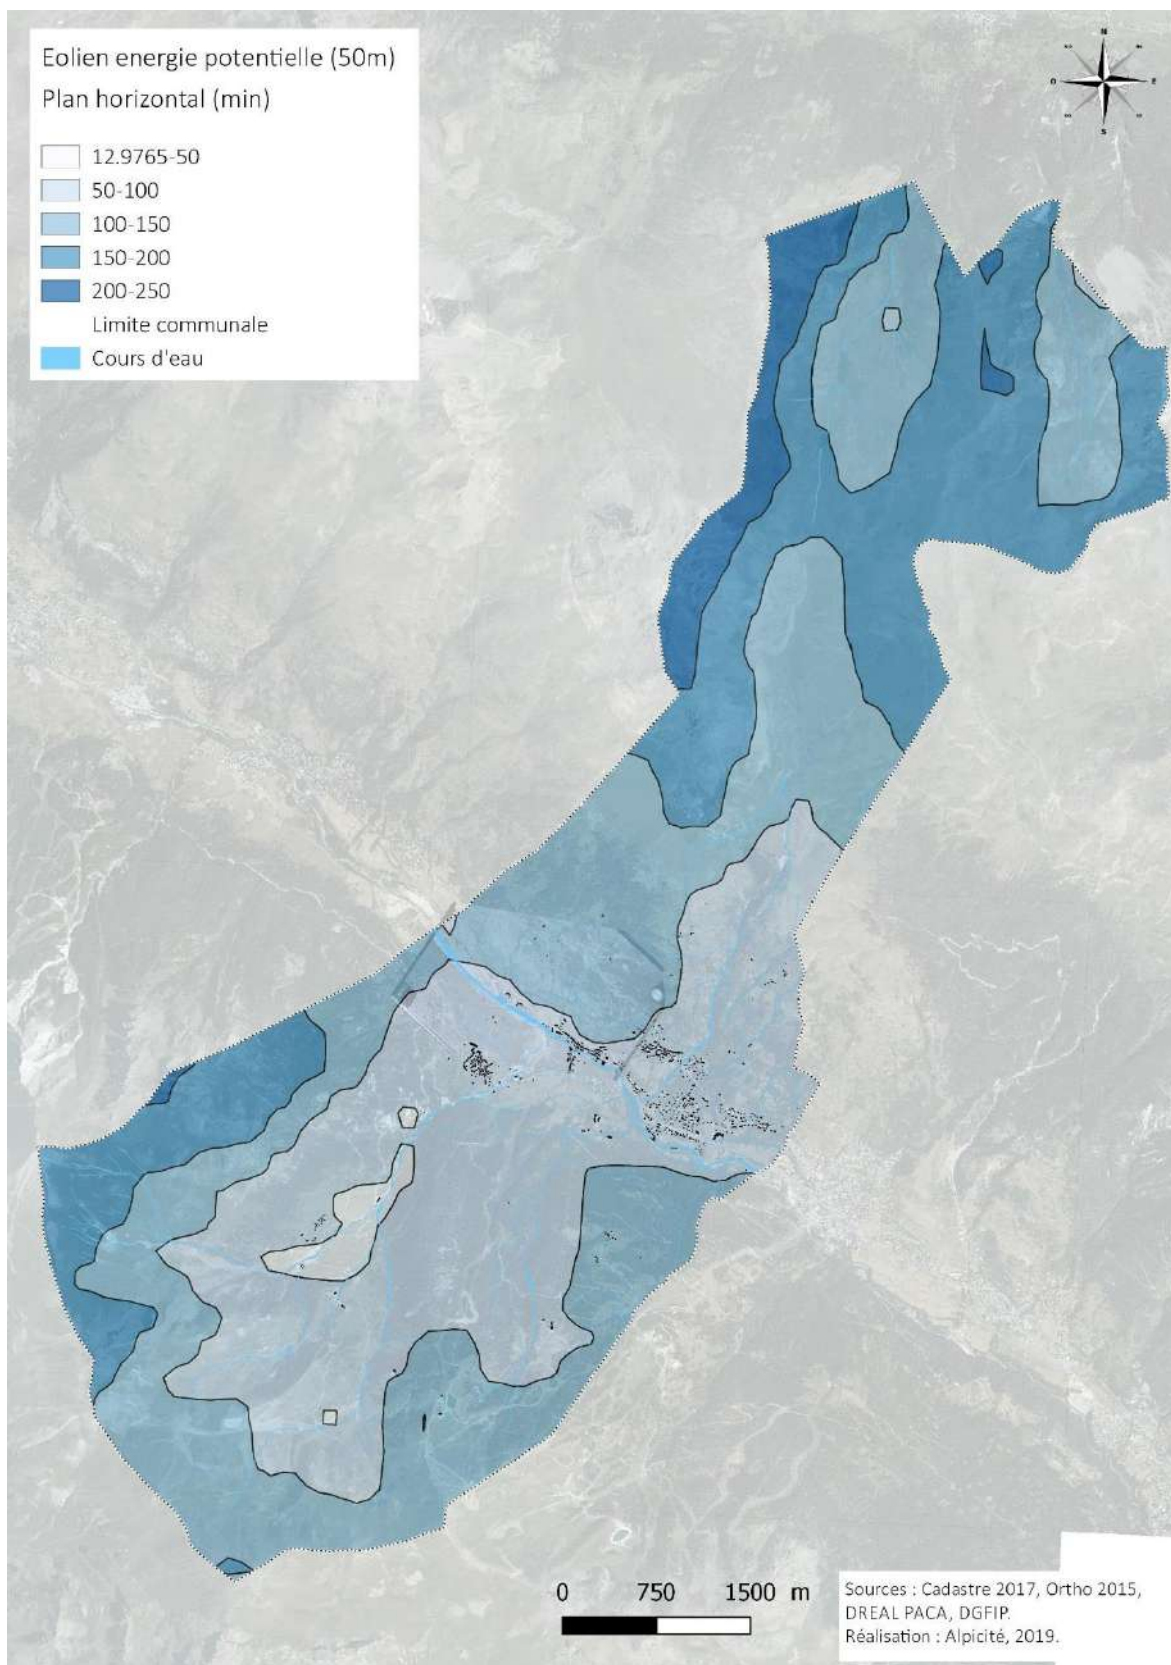 Eolien energie potentielle (50m)
Plan horizontal (min)
12.9765-50
50-100
100-150
150-200
200-250
Limite communale
Cours d'eau
N
O
E
S
0 750 1500 m
Sources : Cadastre 2017, Ortho 2015,
DREAL PACA, DGFIP.
Réalisation : Alpicité, 2019.